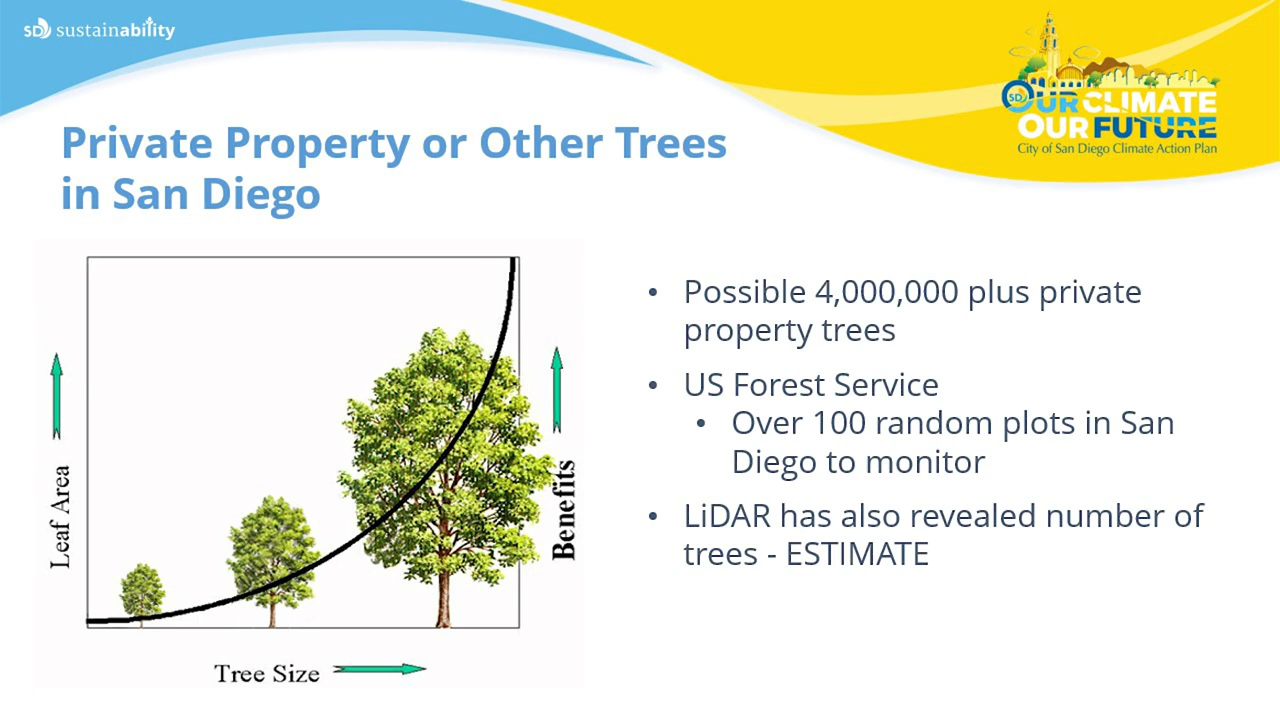 SD sustainability
SD
OUR CLIMATE
OUR FUTURE
City of San Diego Climate Action Plan
Private Property or Other Trees
in San Diego
Leaf Area
Benefits
Tree Size
• Possible 4,000,000 plus private
property trees
• US Forest Service
• Over 100 random plots in San
Diego to monitor
• LiDAR has also revealed number of
trees - ESTIMATE